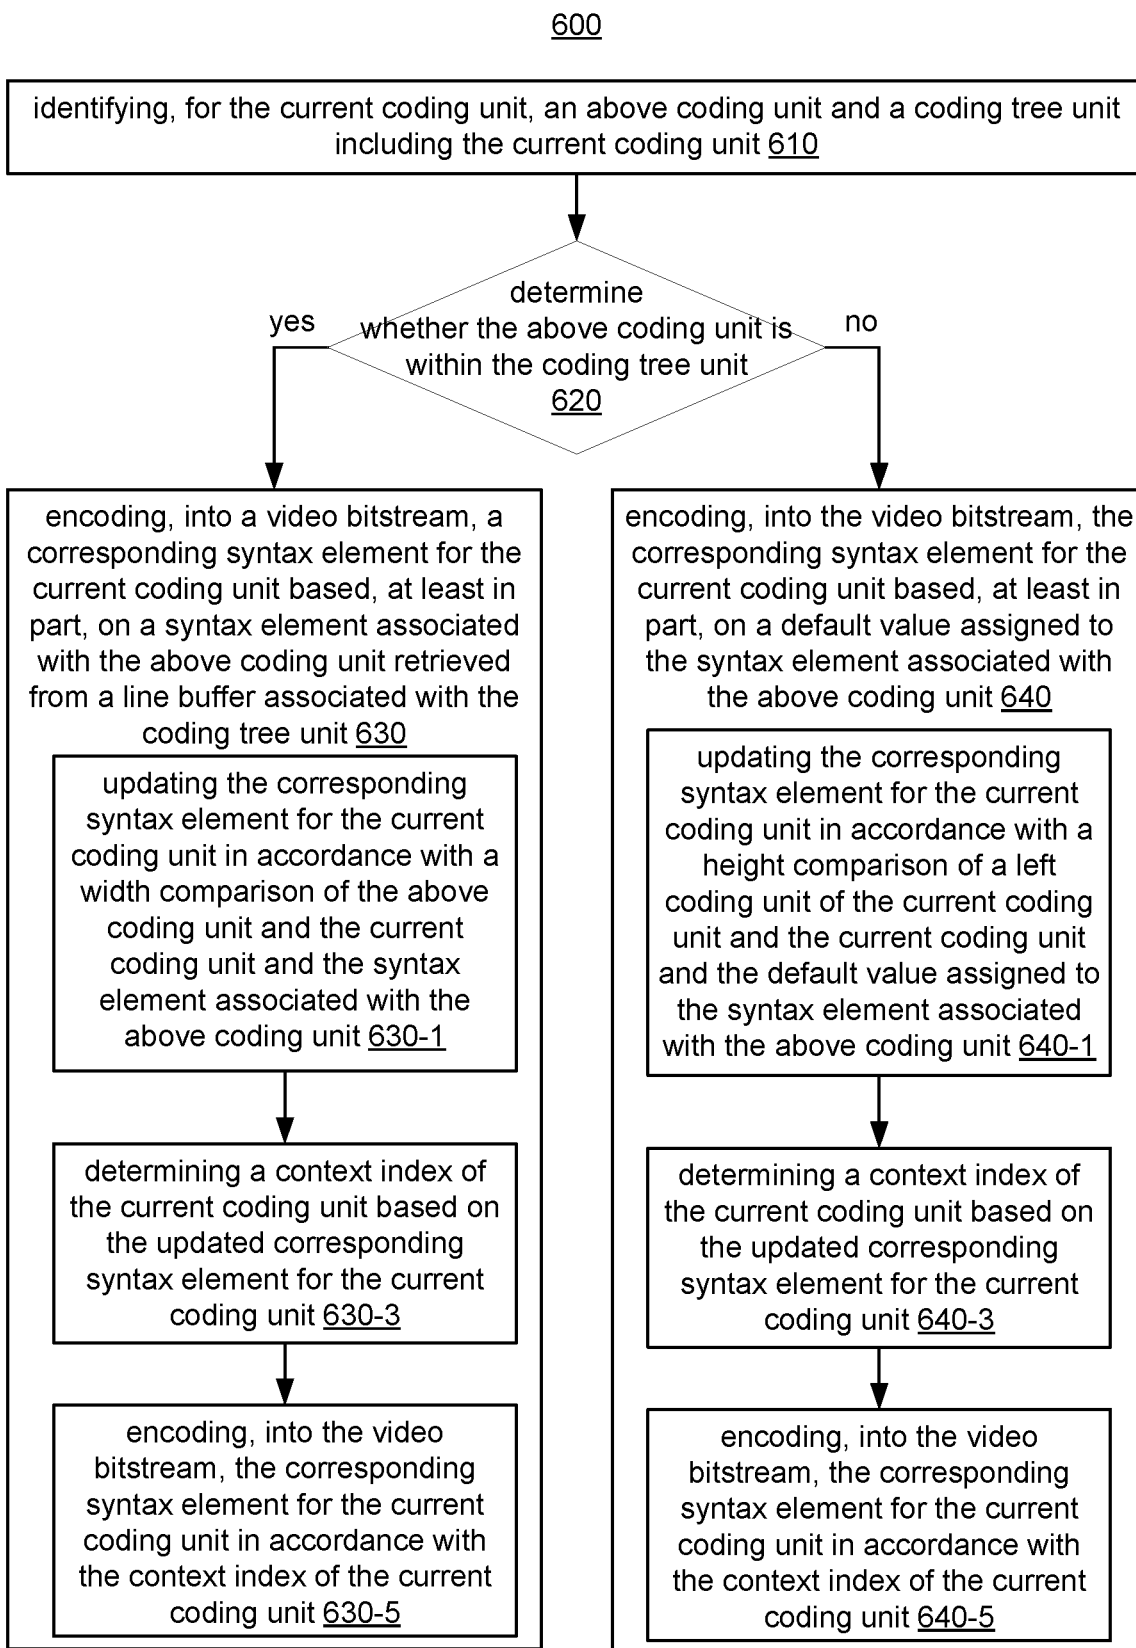 600
identifying, for the current coding unit, an above coding unit and a coding tree unit
including the current coding unit 610
determine
whether the above coding unit is
within the coding tree unit
620
yes
no
encoding, into a video bitstream, a
corresponding syntax element for the
current coding unit based, at least in
part, on a syntax element associated
with the above coding unit retrieved
from a line buffer associated with the
coding tree unit 630
updating the corresponding
syntax element for the current
coding unit in accordance with a
width comparison of the above
coding unit and the current
coding unit and the syntax
element associated with the
above coding unit 630-1
determining a context index of
the current coding unit based on
the updated corresponding
syntax element for the current
coding unit 630-3
encoding, into the video
bitstream, the corresponding
syntax element for the current
coding unit in accordance with
the context index of the current
coding unit 630-5
encoding, into the video bitstream, the
corresponding syntax element for the
current coding unit based, at least in
part, on a default value assigned to
the syntax element associated with
the above coding unit 640
updating the corresponding
syntax element for the current
coding unit in accordance with a
height comparison of a left
coding unit of the current coding
unit and the current coding unit
and the default value assigned to
the syntax element associated
with the above coding unit 640-1
determining a context index of
the current coding unit based on
the updated corresponding
syntax element for the current
coding unit 640-3
encoding, into the video
bitstream, the corresponding
syntax element for the current
coding unit in accordance with
the context index of the current
coding unit 640-5